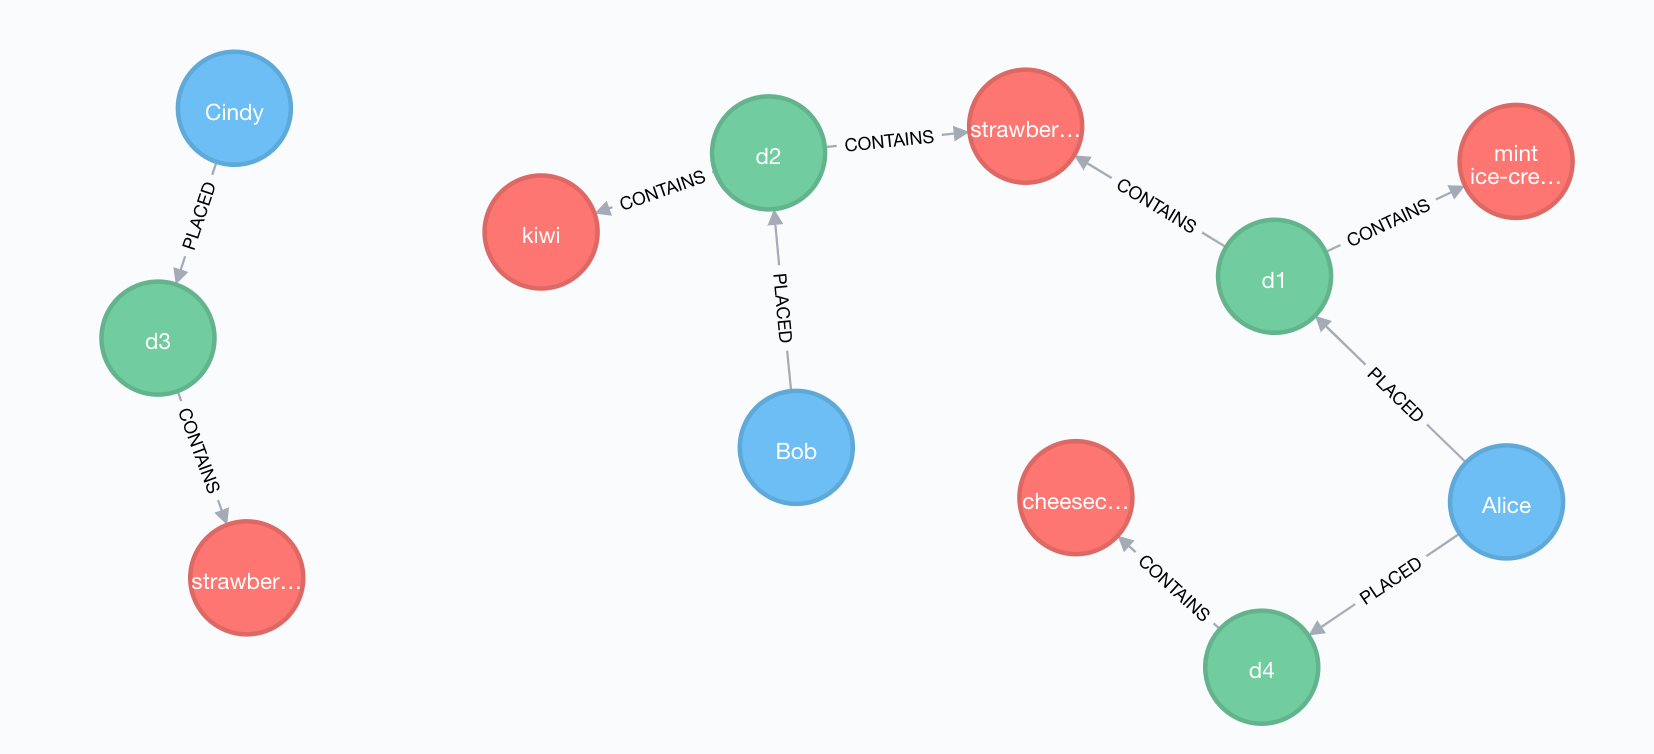 Cindy
PLACED
d3
CONTAINS
strawber...
kiwi
CONTAINS
d2
CONTAINS
strawber...
PLACED
Bob
CONTAINS
d1
CONTAINS
mint
ice-cre...
PLACED
Alice
PLACED
d4
CONTAINS
cheesec...